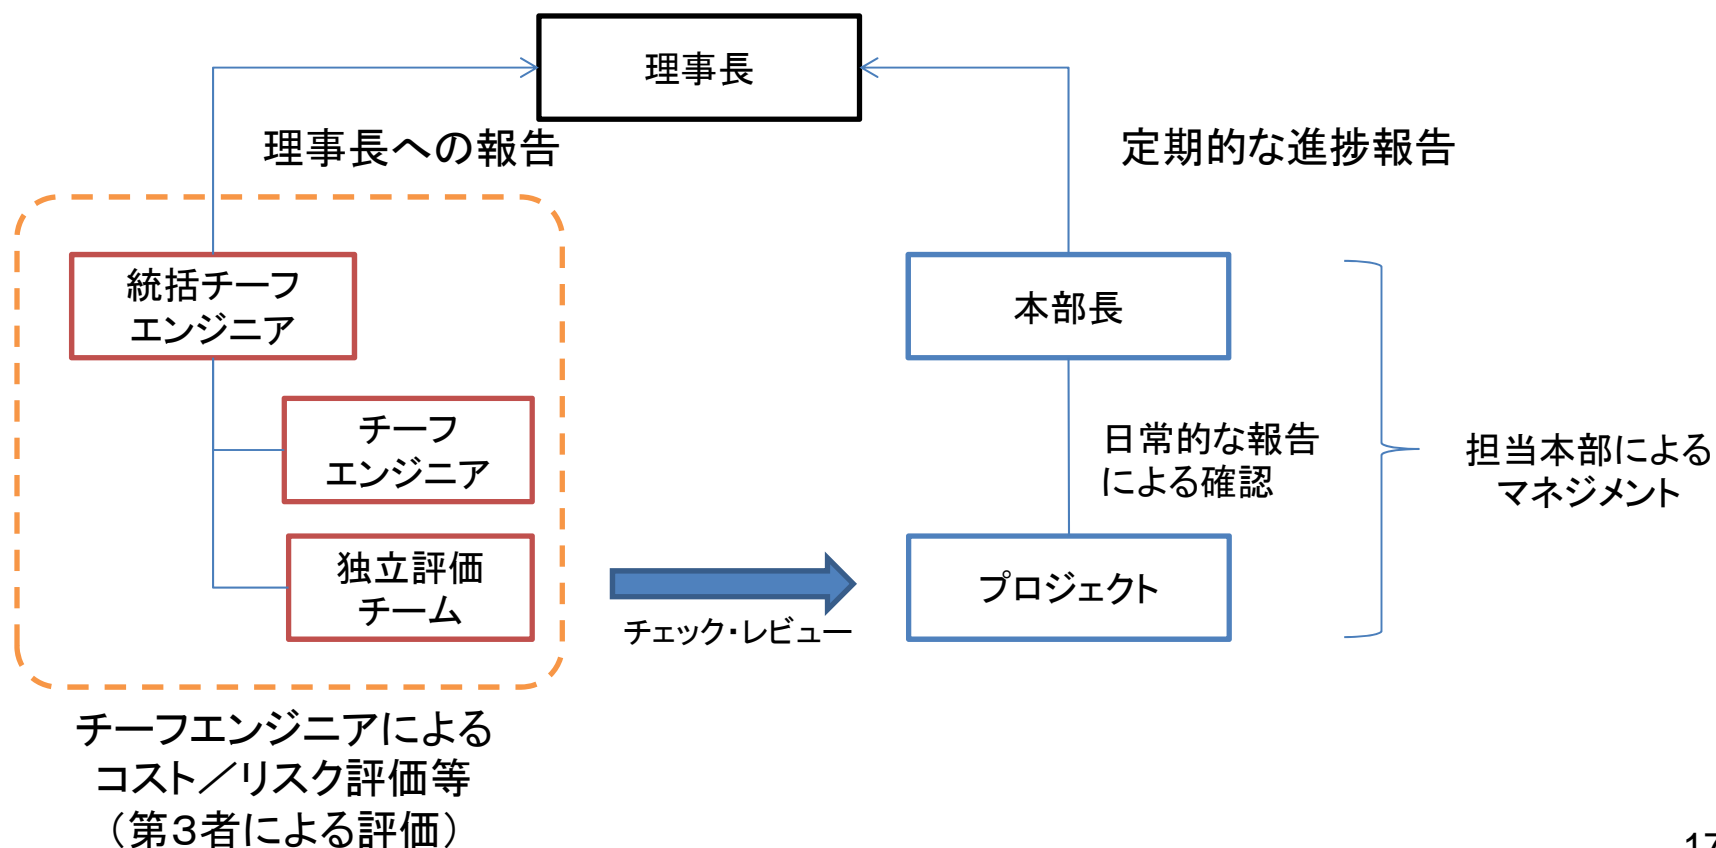 理事長
理事長への報告
定期的な進捗報告
統括チーフ
エンジニア
本部長
チーフ
エンジニア
日常的な報告
による確認
担当本部による
マネジメント
独立評価
チーム
チェック・レビュー
プロジェクト
チーフエンジニアによる
コスト／リスク評価等
（第３者による評価）
17